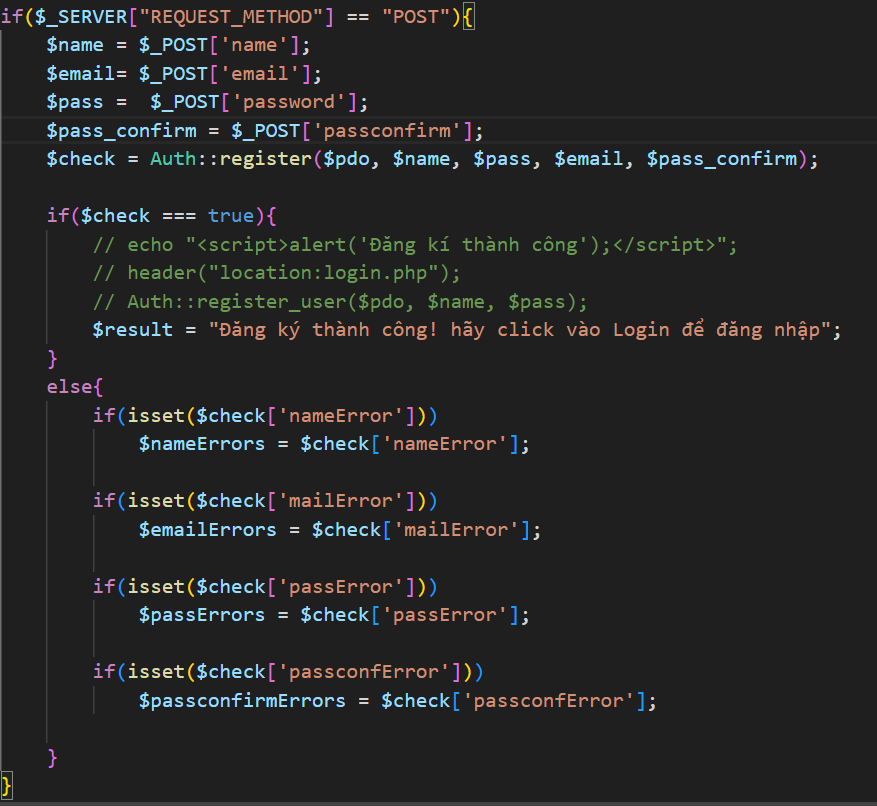 if($_SERVER["REQUEST_METHOD"] == "POST"){
    $name = $_POST['name'];
    $email= $_POST['email'];
    $pass =  $_POST['password'];
    $pass_confirm = $_POST['passconfirm'];
    $check = Auth::register($pdo, $name, $pass, $email, $pass_confirm);

    if($check === true){
        // echo "<script>alert('Đăng kí thành công');</script>";
        // header("location:login.php");
        // Auth::register_user($pdo, $name, $pass);
        $result = "Đăng ký thành công! hãy click vào Login để đăng nhập";
    }
    else{
        if(isset($check['nameError']))
            $nameErrors = $check['nameError'];

        if(isset($check['mailError']))
            $emailErrors = $check['mailError'];

        if(isset($check['passError']))
            $passErrors = $check['passError'];

        if(isset($check['passconfError']))
            $passconfirmErrors = $check['passconfError'];

    }
}